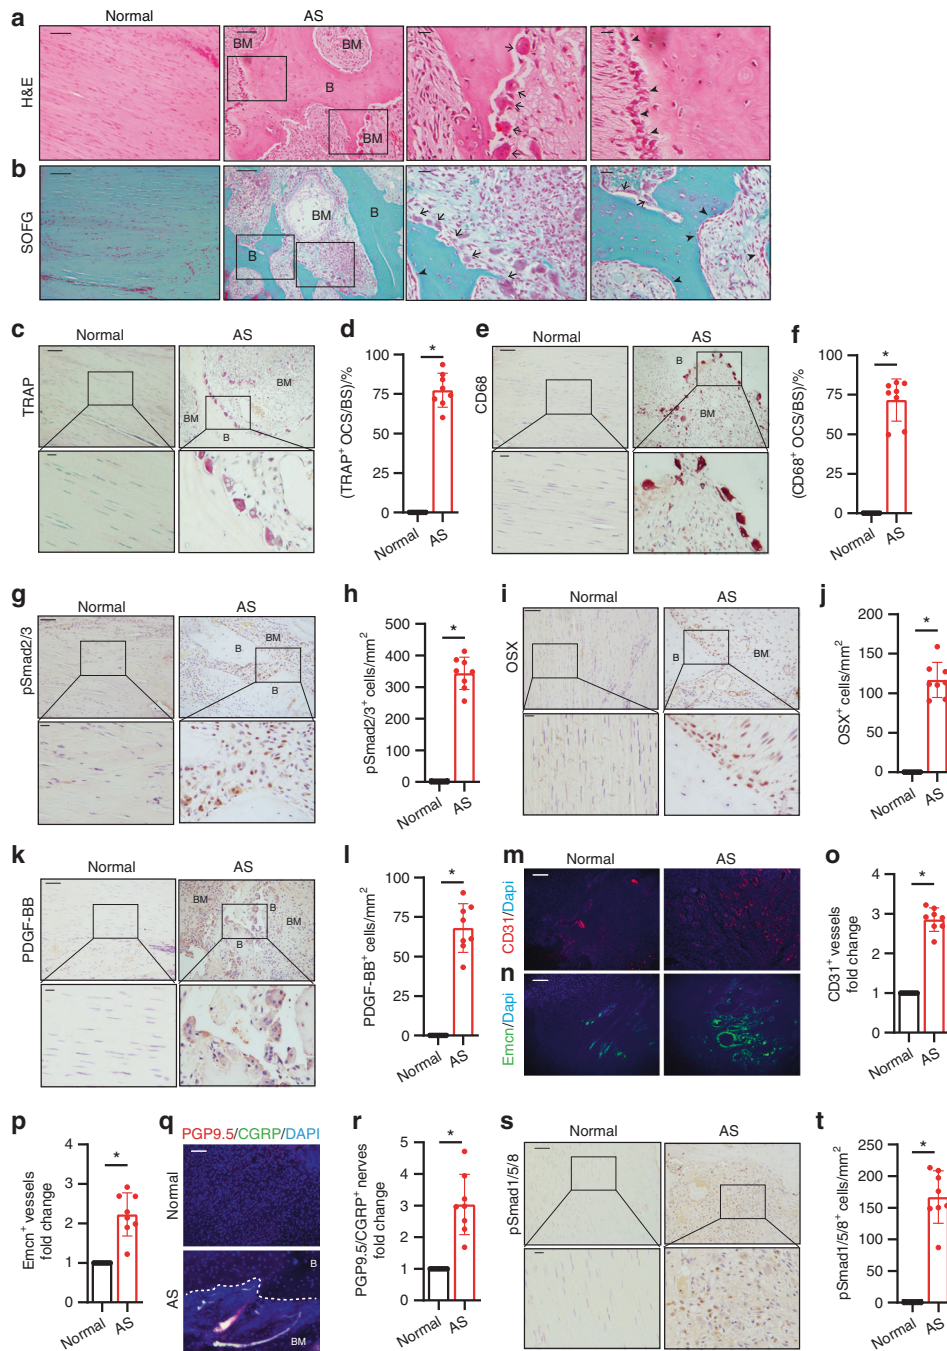 a
Normal
AS
H&E
BM
BM
B
BM
b
SOFG
BM
B
B
c
Normal
AS
TRAP
BM
BM
B
d
(TRAP+ OCS/BS)/%
100
75
50
25
0
*
Normal
AS
e
Normal
AS
CD68
B
BM
f
(CD68+ OCS/BS)/%
100
75
50
25
0
*
Normal
AS
g
Normal
AS
pSmad2/3
BM
B
B
h
pSmad2/3+ cells/mm2
500
400
300
200
100
0
*
Normal
AS
i
Normal
AS
OSX
B
BM
j
OSX+ cells/mm2
200
150
100
50
0
*
Normal
AS
k
Normal
AS
PDGF-BB
BM
BM
B
l
PDGF-BB+ cells/mm2
100
75
50
25
0
*
Normal
AS
m
Normal
AS
CD31/Dapi
n
Emcn/Dapi
o
CD31+ vessels
fold change
4
3
2
1
0
*
Normal
AS
p
Emcn+ vessels
fold change
4
3
2
1
0
*
Normal
AS
q
PGP9.5/CGRP/DAPI
Normal
AS
B
BM
r
PGP9.5/CGRP+ nerves
fold change
5
4
3
2
1
0
*
Normal
AS
s
Normal
AS
pSmad1/5/8
t
pSmad1/5/8+ cells/mm2
250
200
150
100
50
0
*
Normal
AS